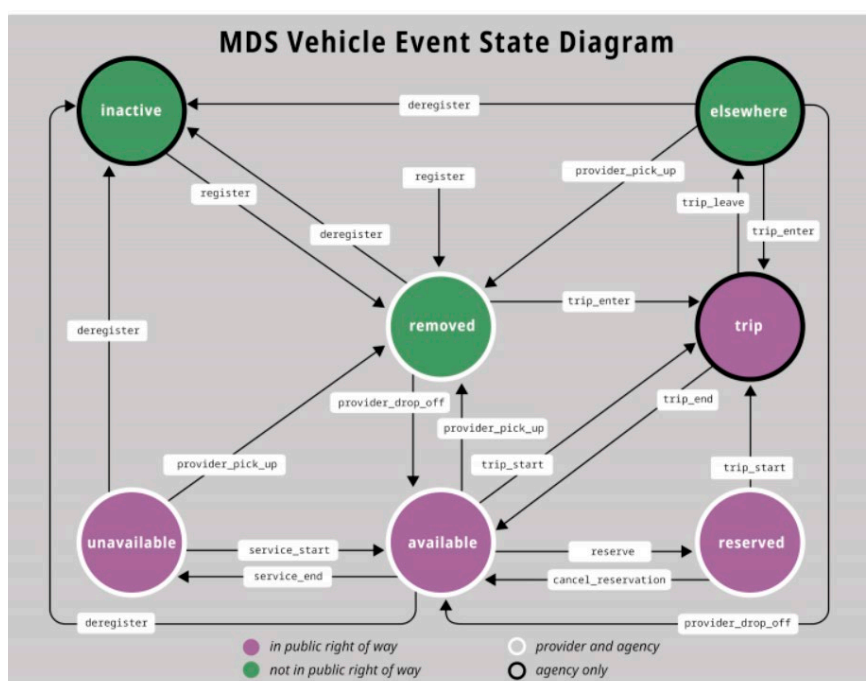 MDS Vehicle Event State Diagram
inactive
elsewhere
deregister
register
provider_pick_up
register
trip_leave
deregister
trip_enter
trip_enter
removed
trip
deregister
provider_drop_off
trip_end
provider_pick_up
provider_pick_up
trip_start
trip_start
unavailable
available
reserved
service_start
reserve
service_end
cancel_reservation
deregister
provider_drop_off
in public right of way
provider and agency
not in public right of way
agency only